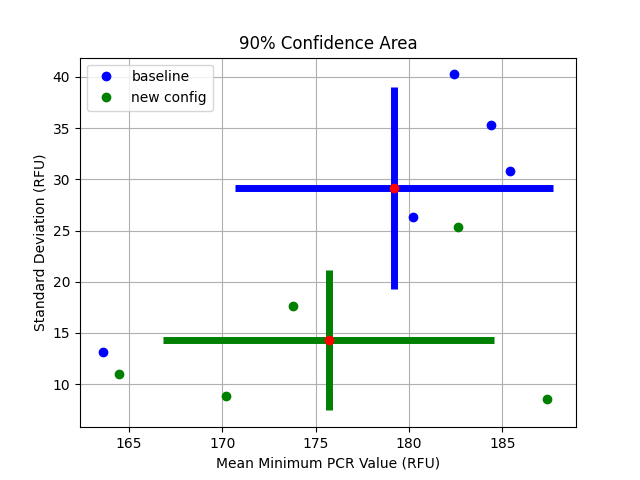 90% Confidence Area
baseline
new config
40
35
30
25
20
15
10
Standard Deviation (RFU)
165 170 175 180 185
Mean Minimum PCR Value (RFU)